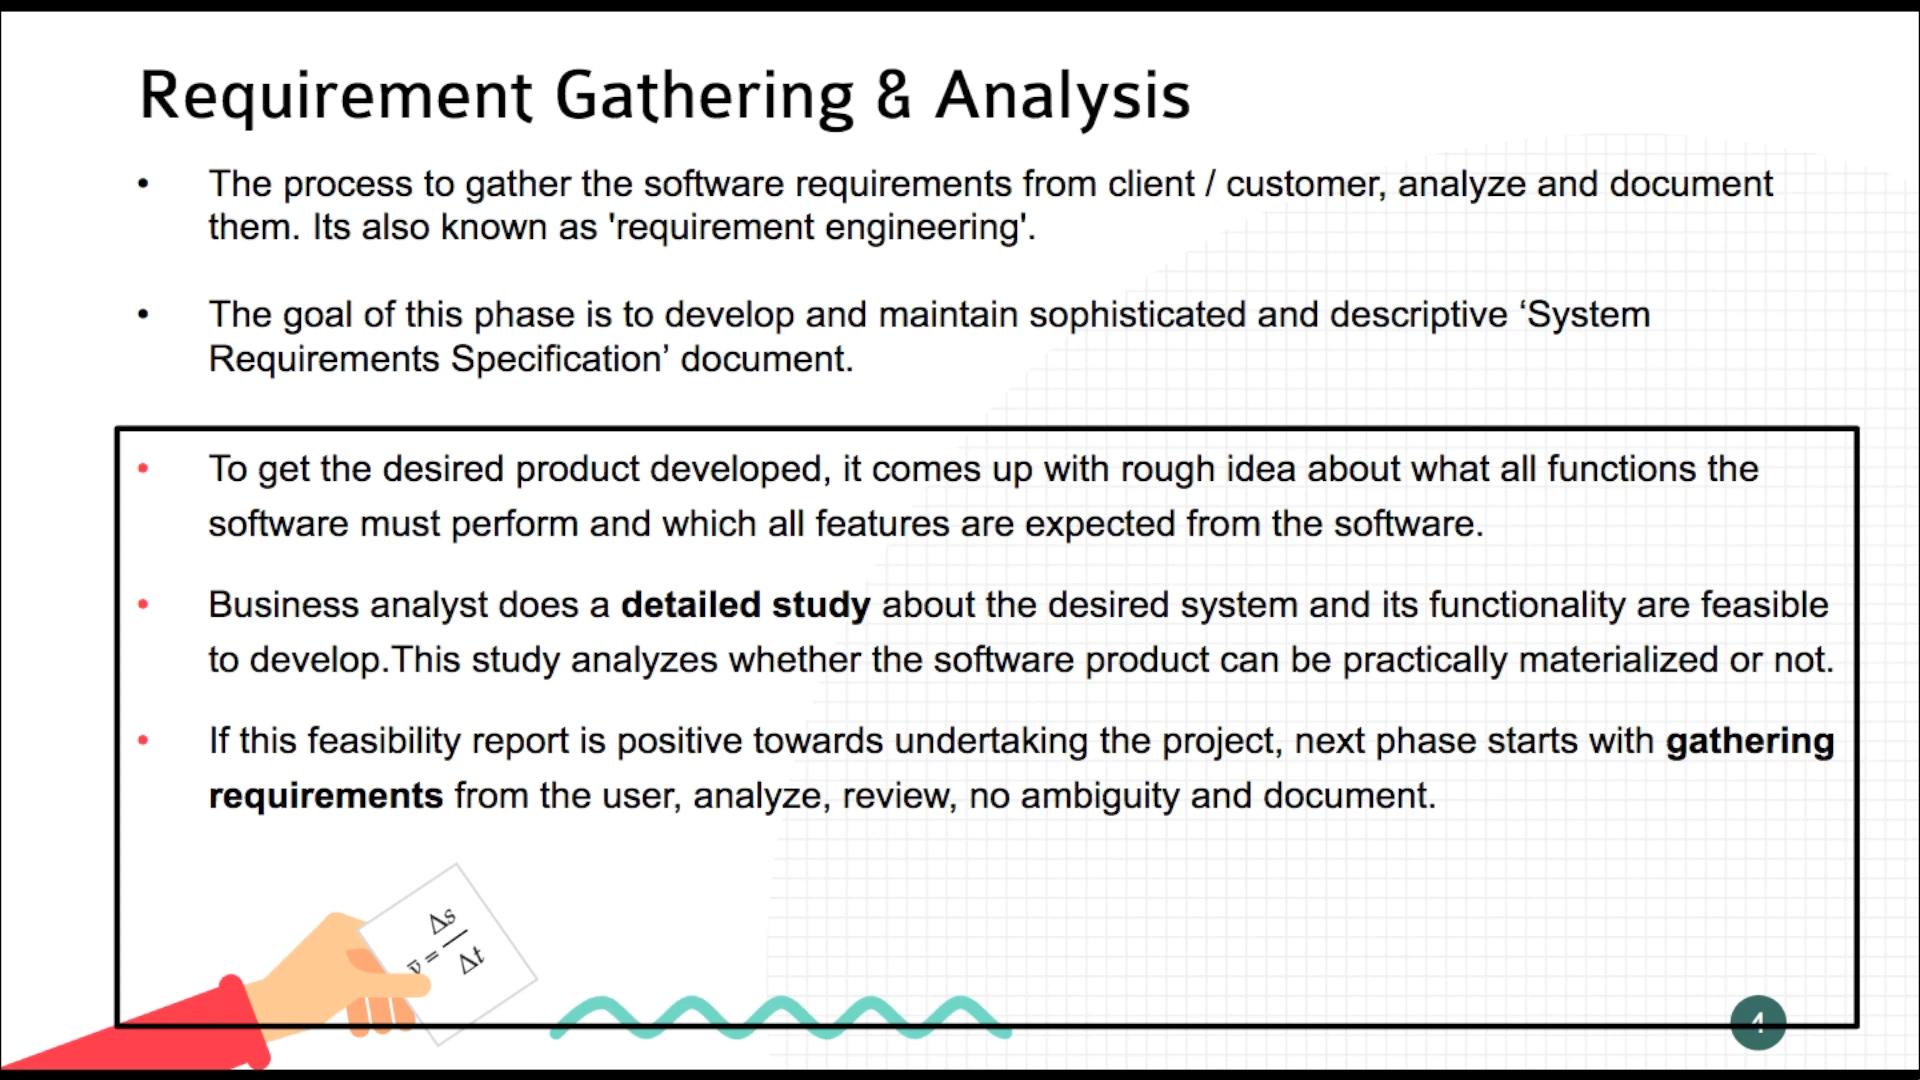 Requirement Gathering & Analysis
• The process to gather the software requirements from client / customer, analyze and document
them. Its also known as 'requirement engineering'.
• The goal of this phase is to develop and maintain sophisticated and descriptive ‘System
Requirements Specification’ document.
• To get the desired product developed, it comes up with rough idea about what all functions the
software must perform and which all features are expected from the software.
• Business analyst does a detailed study about the desired system and its functionality are feasible
to develop.This study analyzes whether the software product can be practically materialized or not.
• If this feasibility report is positive towards undertaking the project, next phase starts with gathering
requirements from the user, analyze, review, no ambiguity and document.
v̄ = Δs/Δt
4